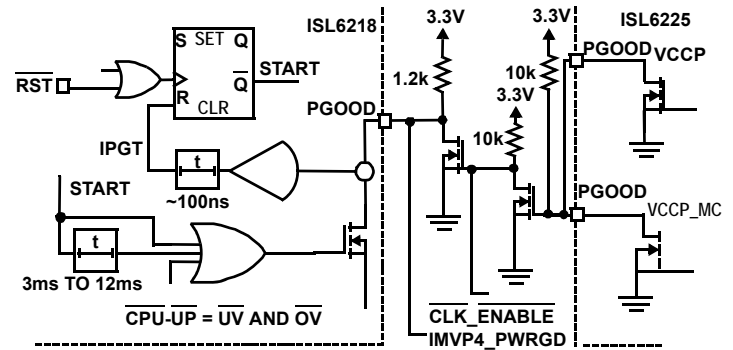 ISL6218
3.3V
3.3V
ISL6225
S SET Q
PGOOD VCCP
RST
Q
START
1.2k
10k
R
CLR
PGOOD
3.3V
IPGT
t
10k
~100ns
START
PGOOD
VCCP_MC
t
3ms TO 12ms
CPU-UP = UV AND OV
CLK_ENABLE
IMVP4_PWRGD